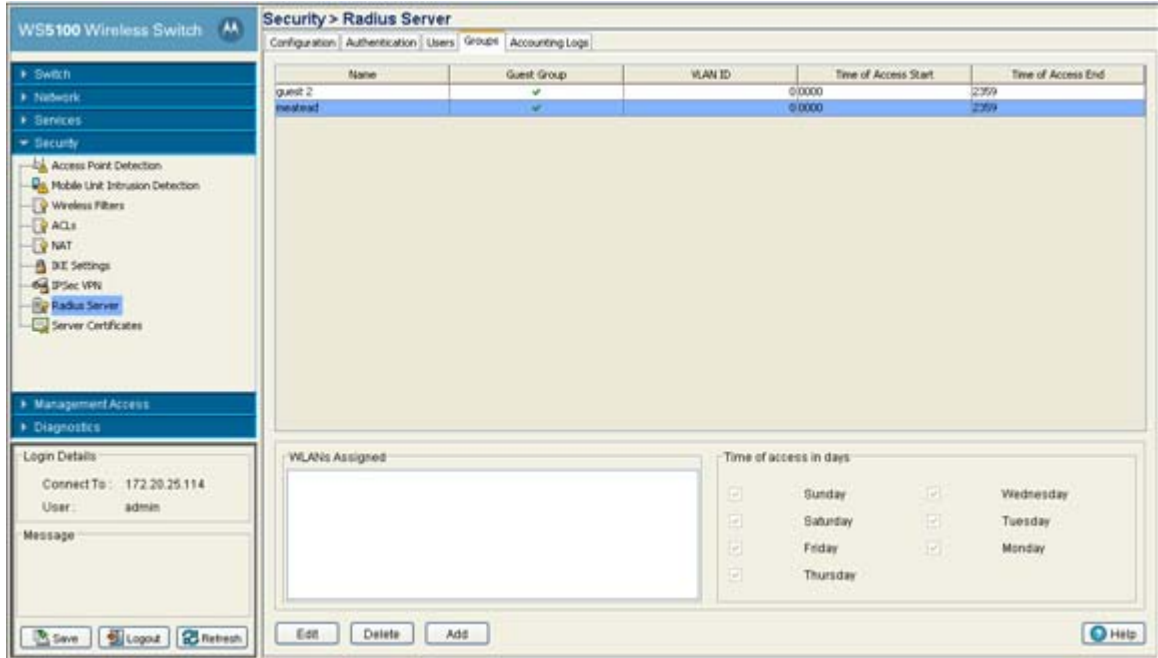 WS5100 Wireless Switch
Security > Radius Server
Configuration Authentication Users Groups Accounting Logs
Name Guest Group VLAN ID Time of Access Start Time of Access End
guest 2 0 0000 2359
meatead 0 0000 2359
Switch
Network
Services
Security
Access Point Detection
Mobile Unit Intrusion Detection
Wireless Filters
ACLs
NAT
IKE Settings
IPSec VPN
Radius Server
Server Certificates
Management Access
Diagnostics
Login Details
Connect To : 172.20.25.114
User : admin
Message
Save Logout Refresh
WLANs Assigned
Time of access in days
Sunday Wednesday
Saturday Tuesday
Friday Monday
Thursday
Edit Delete Add Help